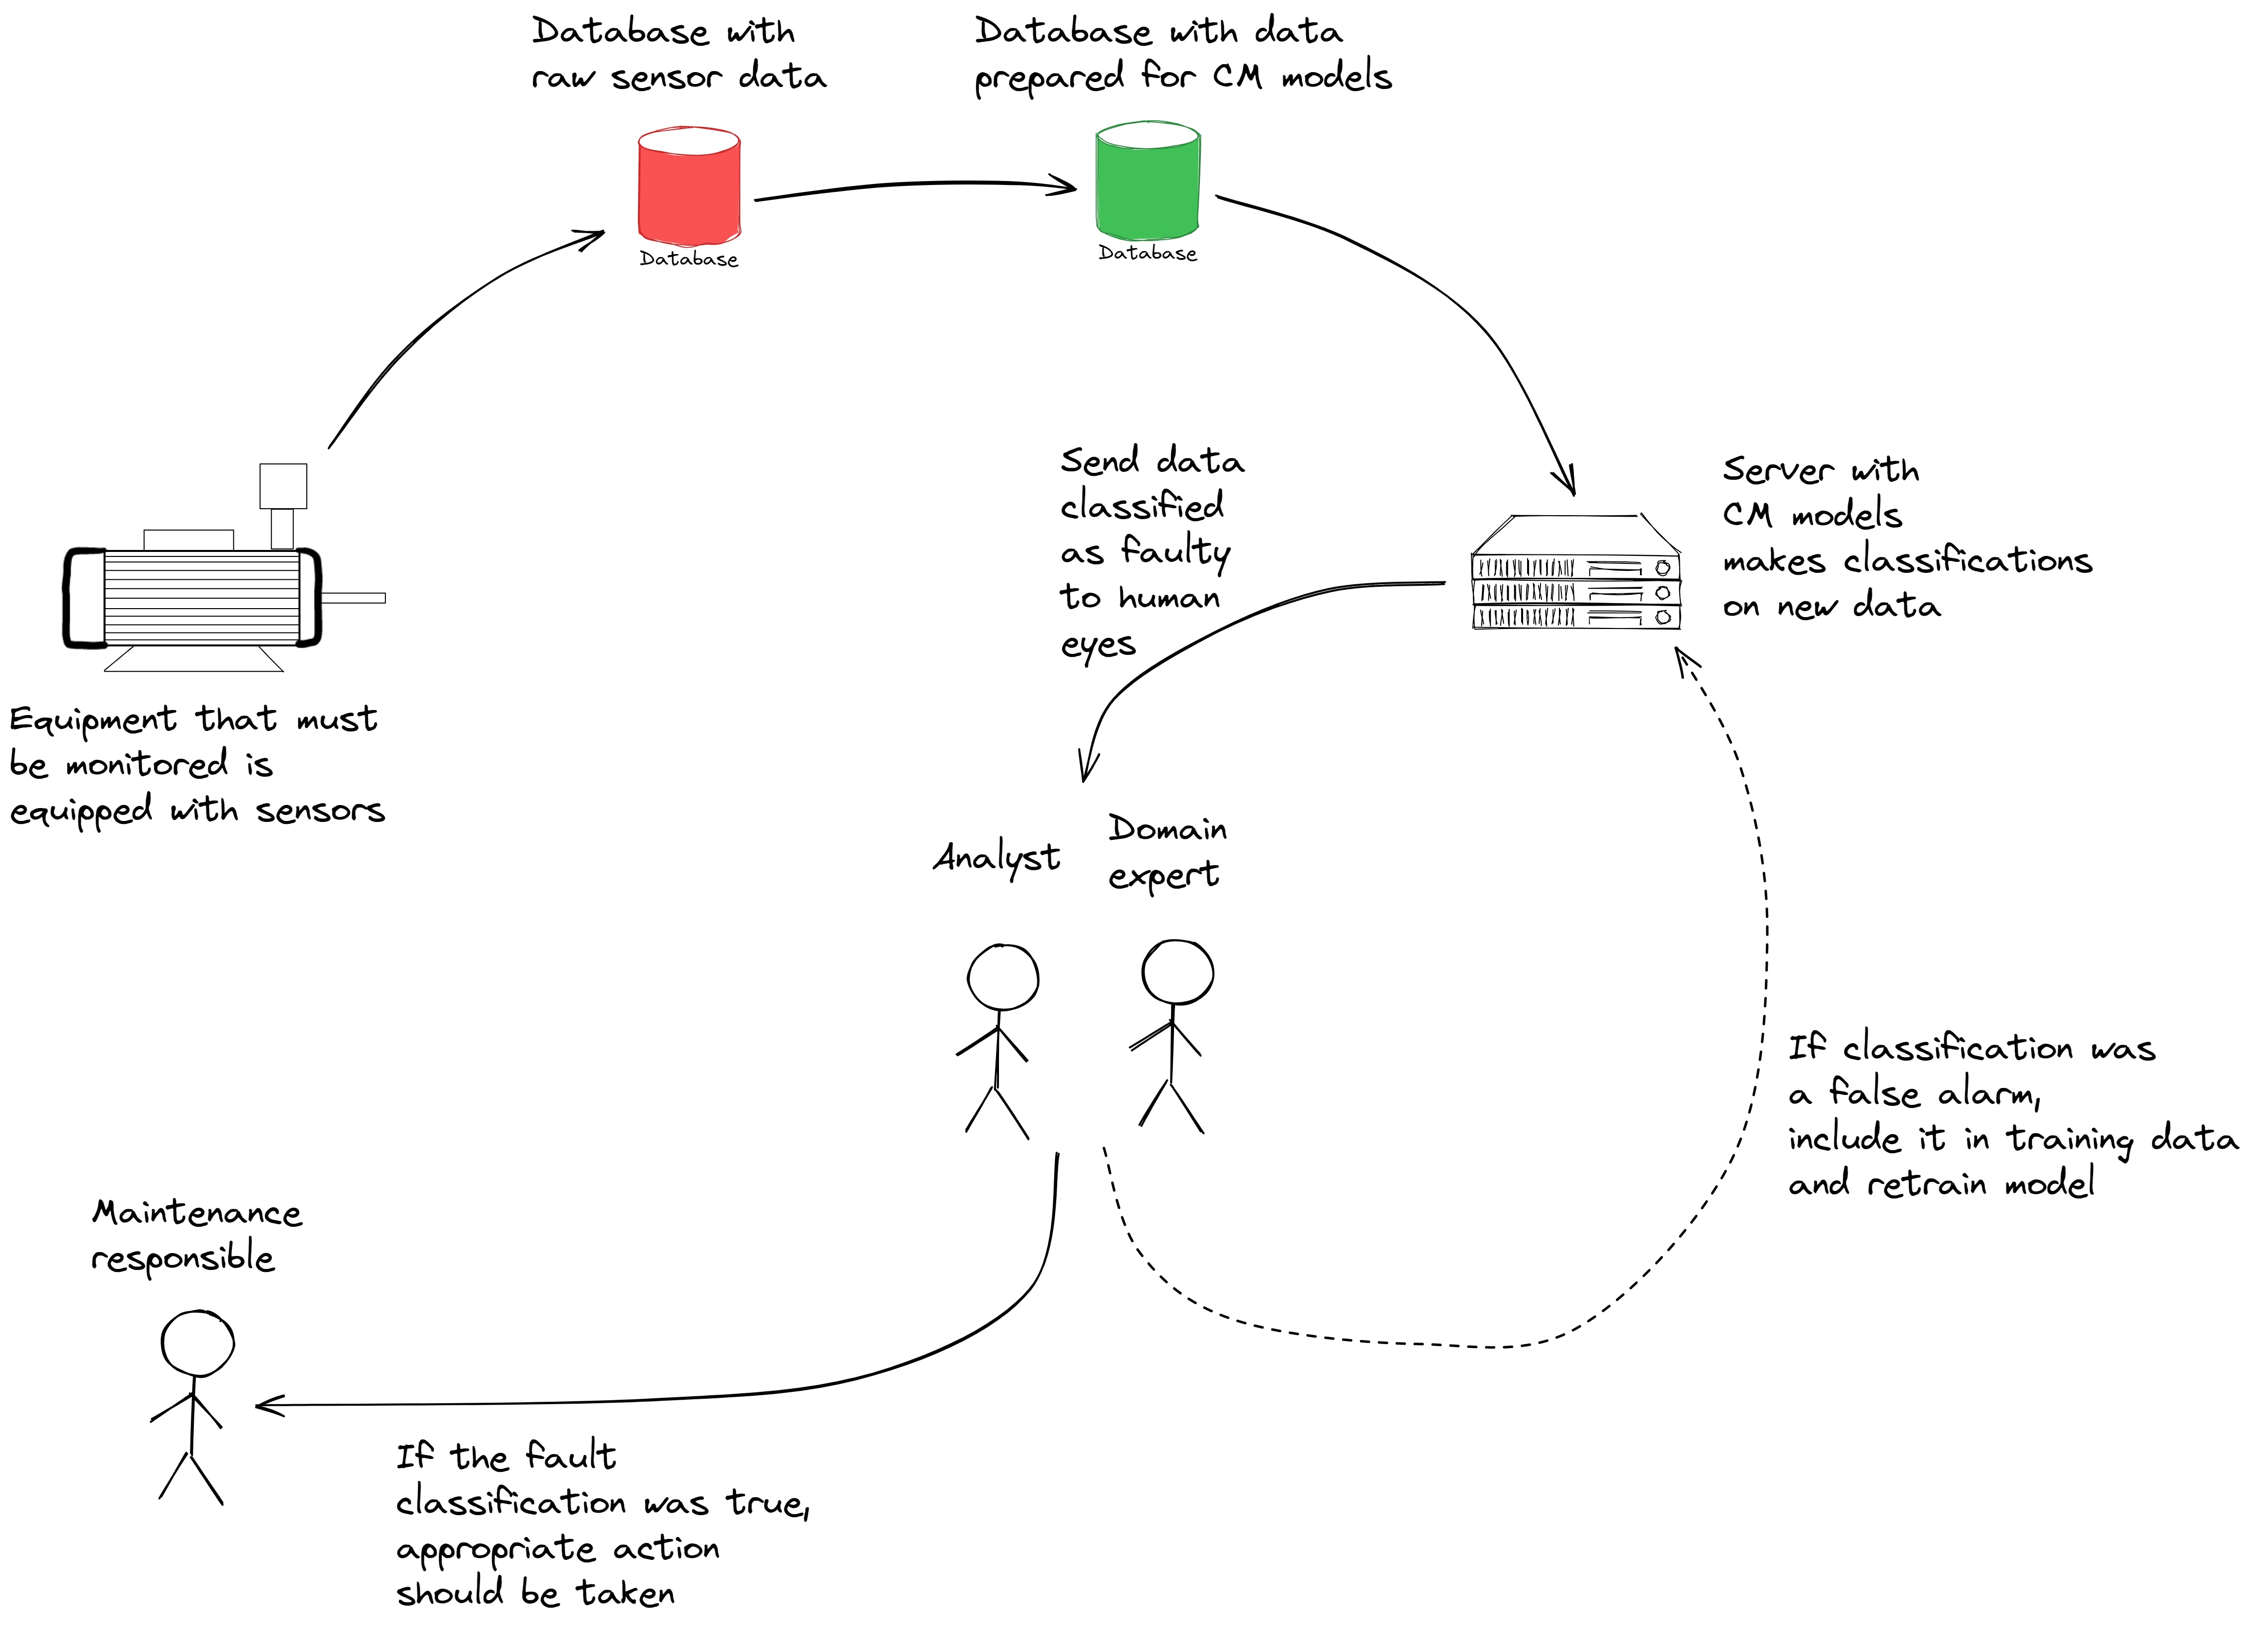 Database with
raw sensor data
Database with data
prepared for CM models
Database
Database
Send data
classified
as faulty
to human
eyes
Server with
CM models
makes classifications
on new data
Equipment that must
be monitored is
equipped with sensors
Analyst
Domain
expert
If classification was
a false alarm,
include it in training data
and retrain model
Maintenance
responsible
If the fault
classification was true,
appropriate action
should be taken